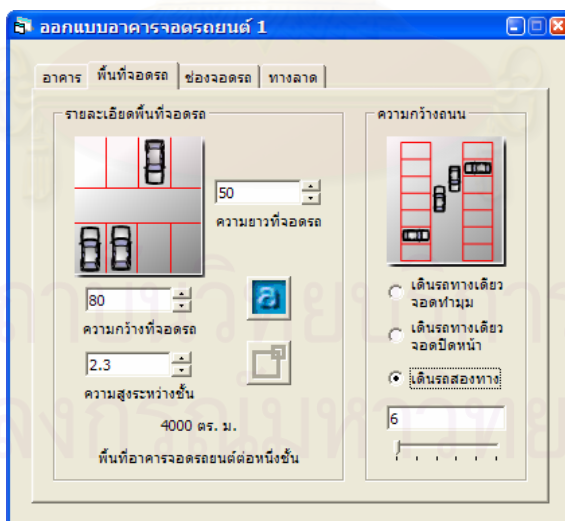 ออกแบบอาคารจอดรถยนต์ 1
อาคาร พื้นที่จอดรถ ช่องจอดรถ ทางลาด
รายละเอียดพื้นที่จอดรถ
50
ความยาวที่จอดรถ
80
ความกว้างที่จอดรถ
a
2.3
ความสูงระหว่างชั้น
4000 ตร. ม.
พื้นที่อาคารจอดรถยนต์ต่อหนึ่งชั้น
ความกว้างถนน
เดินรถทางเดียว
จอดทำมุม
เดินรถทางเดียว
จอดปิดหน้า
เดินรถสองทาง
6